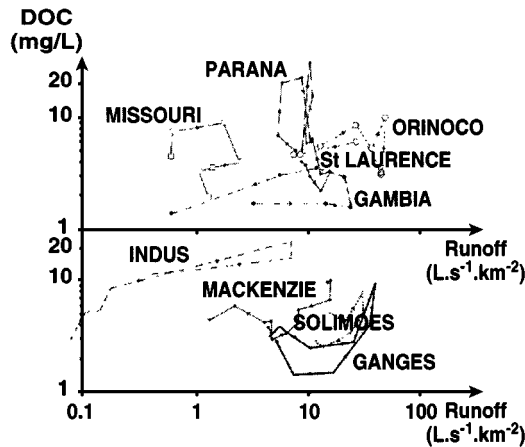 DOC
(mg/L)
PARANA
20
10
MISSOURI
ORINOCO
St LAURENCE
GAMBIA
1
20
INDUS
Runoff
(L.s-1.km-2)
10
MACKENZIE
SOLIMOES
GANGES
1
0.1 1 10 100 Runoff
(L.s-1.km-2)